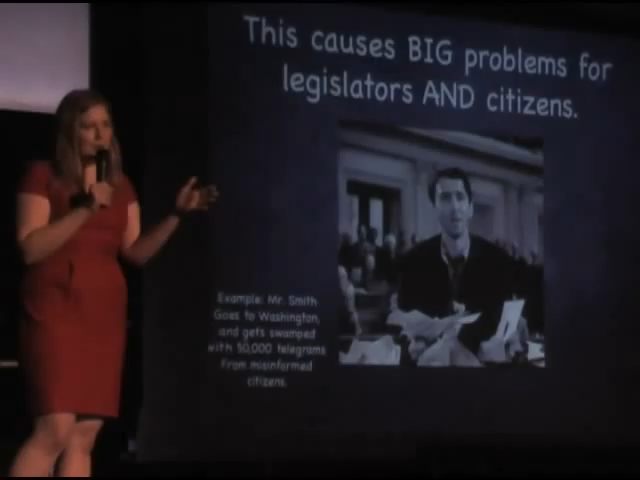 This causes BIG problems for
legislators AND citizens.
Example: Mr. Smith
Goes to Washington,
and gets swamped
with 50,000 telegrams
from misinformed
citizens.